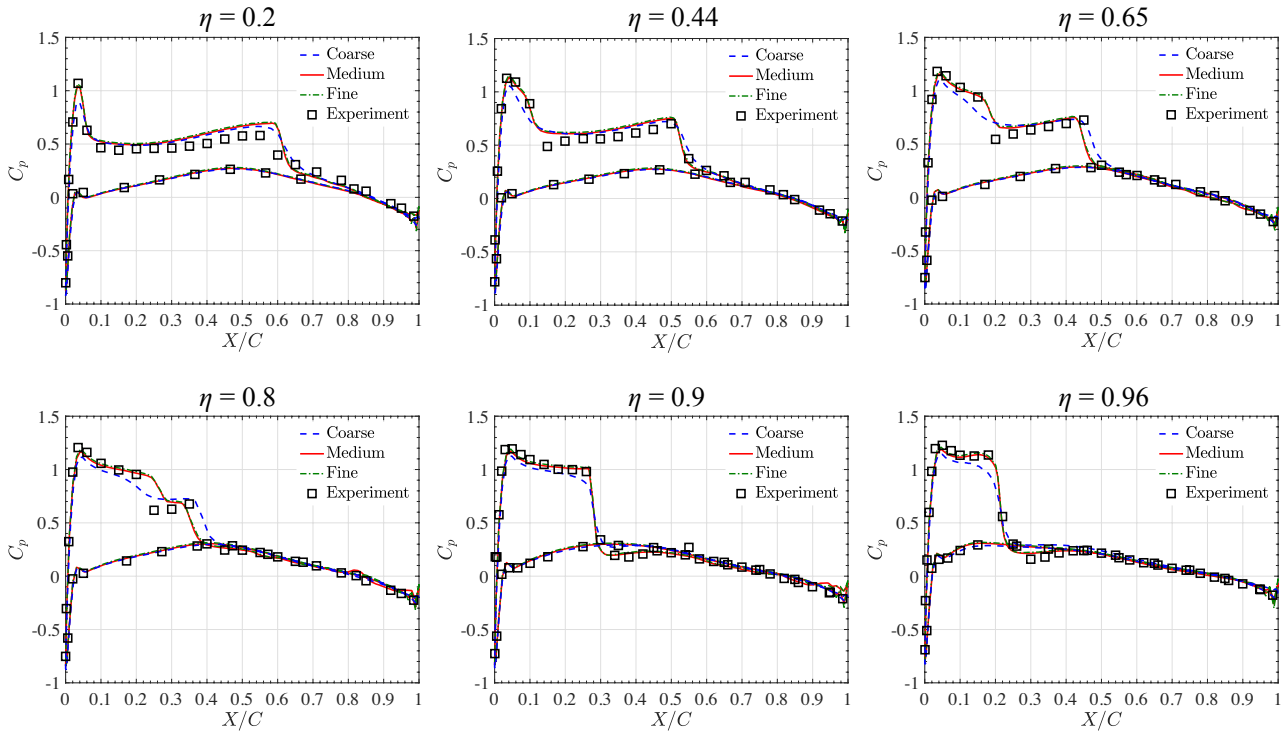 η = 0.2
1.5
1
0.5
0
-0.5
-1
C_p
Coarse
Medium
Fine
Experiment
0 0.1 0.2 0.3 0.4 0.5 0.6 0.7 0.8 0.9 1
X/C
η = 0.44
1.5
1
0.5
0
-0.5
-1
C_p
Coarse
Medium
Fine
Experiment
0 0.1 0.2 0.3 0.4 0.5 0.6 0.7 0.8 0.9 1
X/C
η = 0.65
1.5
1
0.5
0
-0.5
-1
C_p
Coarse
Medium
Fine
Experiment
0 0.1 0.2 0.3 0.4 0.5 0.6 0.7 0.8 0.9 1
X/C
η = 0.8
1.5
1
0.5
0
-0.5
-1
C_p
Coarse
Medium
Fine
Experiment
0 0.1 0.2 0.3 0.4 0.5 0.6 0.7 0.8 0.9 1
X/C
η = 0.9
1.5
1
0.5
0
-0.5
-1
C_p
Coarse
Medium
Fine
Experiment
0 0.1 0.2 0.3 0.4 0.5 0.6 0.7 0.8 0.9 1
X/C
η = 0.96
1.5
1
0.5
0
-0.5
-1
C_p
Coarse
Medium
Fine
Experiment
0 0.1 0.2 0.3 0.4 0.5 0.6 0.7 0.8 0.9 1
X/C